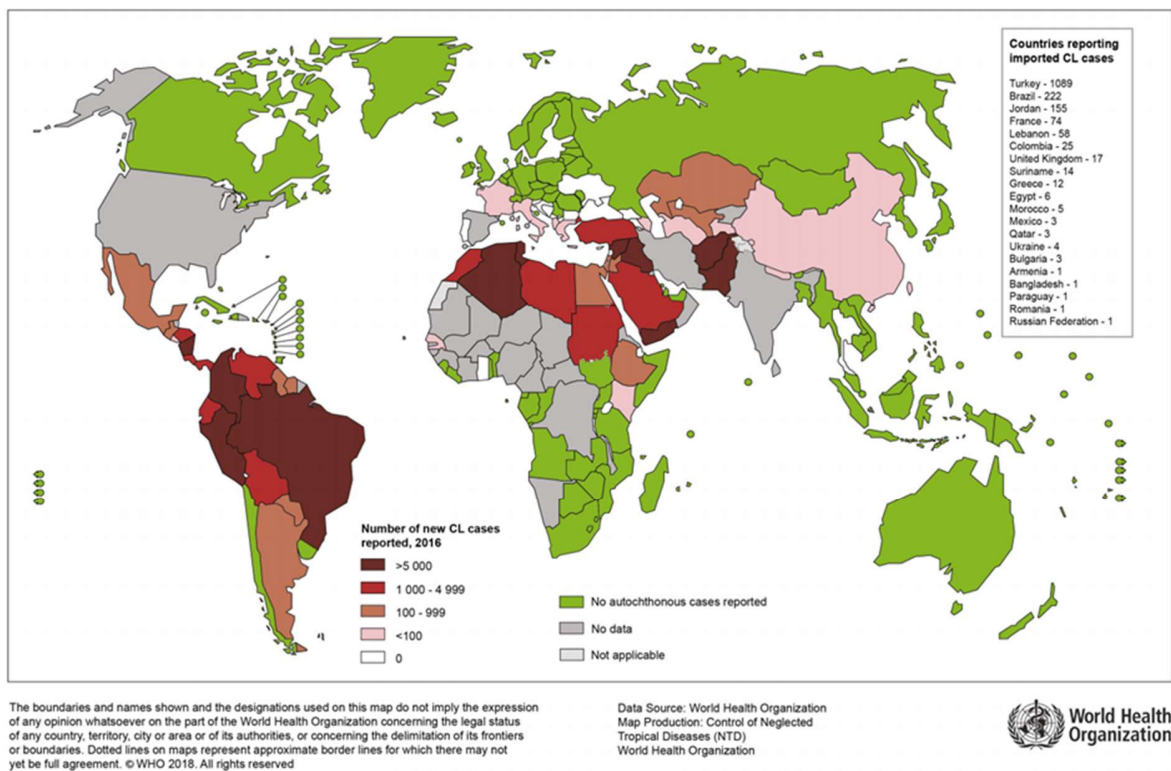 Countries reporting
imported CL cases
Turkey - 1089
Brazil - 222
Jordan - 155
France - 74
Lebanon - 58
Colombia - 25
United Kingdom - 17
Suriname - 14
Greece - 12
Egypt - 6
Morocco - 5
Mexico - 3
Qatar - 3
Ukraine - 4
Bulgaria - 3
Armenia - 1
Bangladesh - 1
Paraguay - 1
Romania - 1
Russian Federation - 1
Number of new CL cases
reported, 2016
>5 000
1 000 - 4 999
100 - 999
<100
0
No autochthonous cases reported
No data
Not applicable
The boundaries and names shown and the designations used on this map do not imply the expression
of any opinion whatsoever on the part of the World Health Organization concerning the legal status
of any country, territory, city or area or of its authorities, or concerning the delimitation of its frontiers
or boundaries. Dotted lines on maps represent approximate border lines for which there may not
yet be full agreement. © WHO 2018. All rights reserved
Data Source: World Health Organization
Map Production: Control of Neglected
Tropical Diseases (NTD)
World Health Organization
World Health
Organization